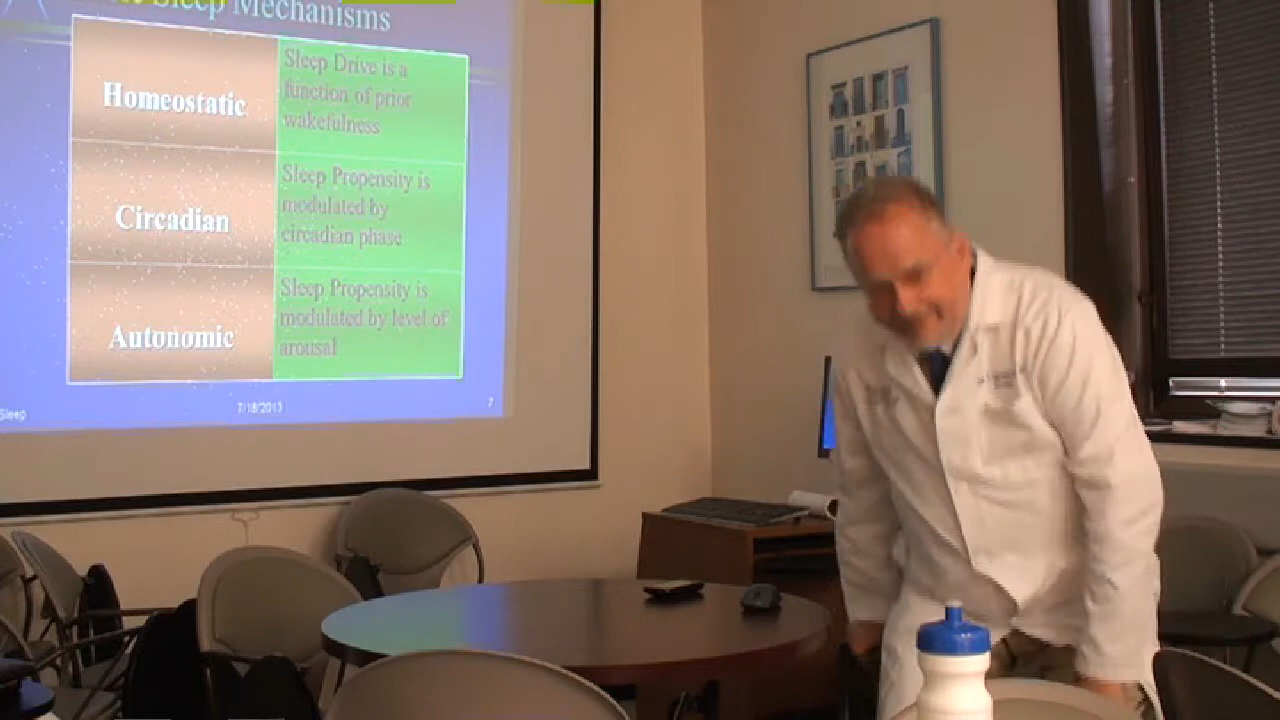 Sleep Mechanisms
Homeostatic
Sleep Drive is a
function of prior
wakefulness
Circadian
Sleep Propensity is
modulated by
circadian phase
Autonomic
Sleep Propensity is
modulated by level of
arousal
Sleep
7/18/2013
7